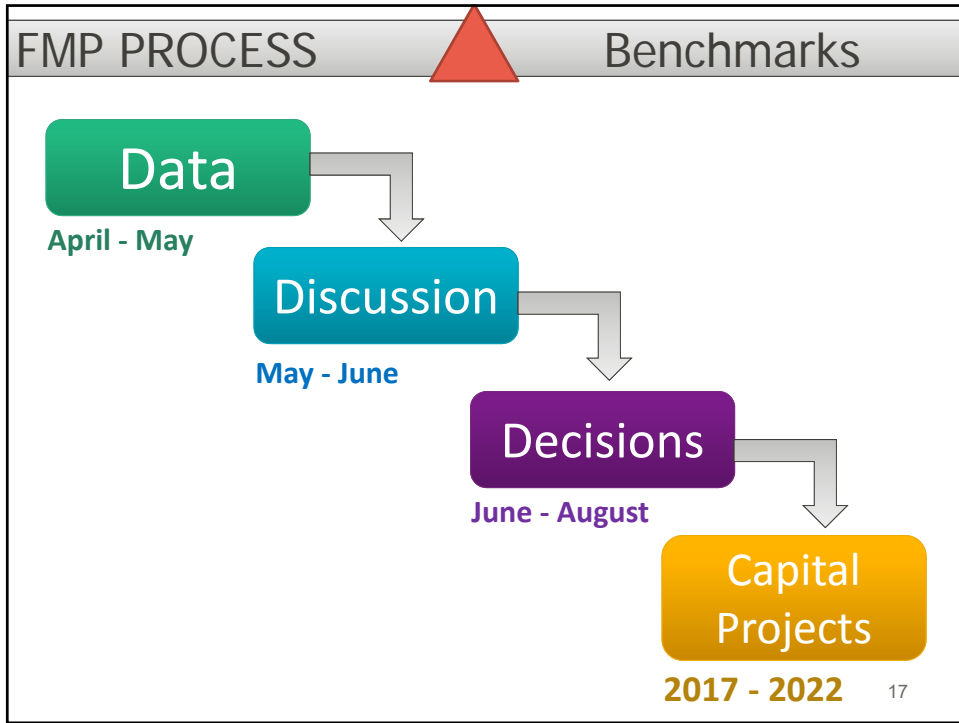 FMP PROCESS Benchmarks
Data
April - May
Discussion
May - June
Decisions
June - August
Capital
Projects
2017 - 2022
17